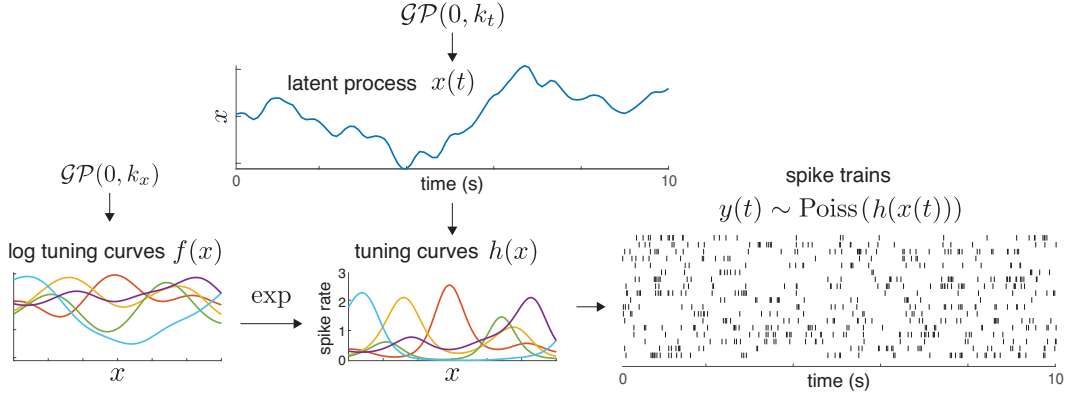 𝒢𝒫(0, k_t)
latent process x(t)
x
0
10
time (s)
𝒢𝒫(0, k_x)
log tuning curves f(x)
x
exp
tuning curves h(x)
3
2
1
0
spike rate
x
spike trains
y(t) ∼ Poiss(h(x(t)))
0
10
time (s)